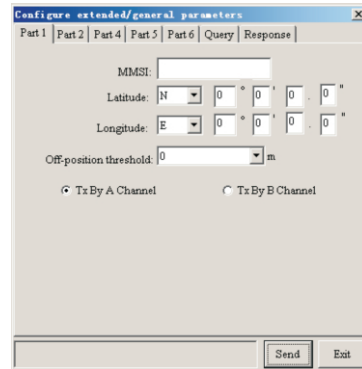 Configure extended/general parameters
Part 1 Part 2 Part 4 Part 5 Part 6 Query Response
MMSI:
Latitude: N 0 ° 0 ' 0 . 0 "
Longitude: E 0 ° 0 ' 0 . 0 "
Off-position threshold: 0 m
Tx By A Channel Tx By B Channel
Send Exit